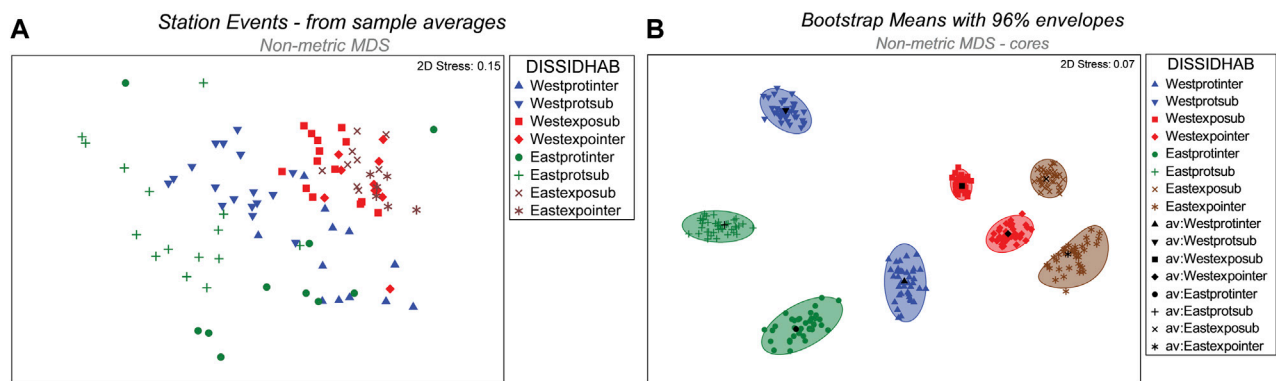 A
Station Events - from sample averages
Non-metric MDS
2D Stress: 0.15
DISSIDHAB
Westprotinter
Westprotsub
Westexposub
Westexpointer
Eastprotinter
Eastprotsub
Eastexposub
Eastexpointer
B
Bootstrap Means with 96% envelopes
Non-metric MDS - cores
2D Stress: 0.07
DISSIDHAB
Westprotinter
Westprotsub
Westexposub
Westexpointer
Eastprotinter
Eastprotsub
Eastexposub
Eastexpointer
av:Westprotinter
av:Westprotsub
av:Westexposub
av:Westexpointer
av:Eastprotinter
av:Eastprotsub
av:Eastexposub
av:Eastexpointer